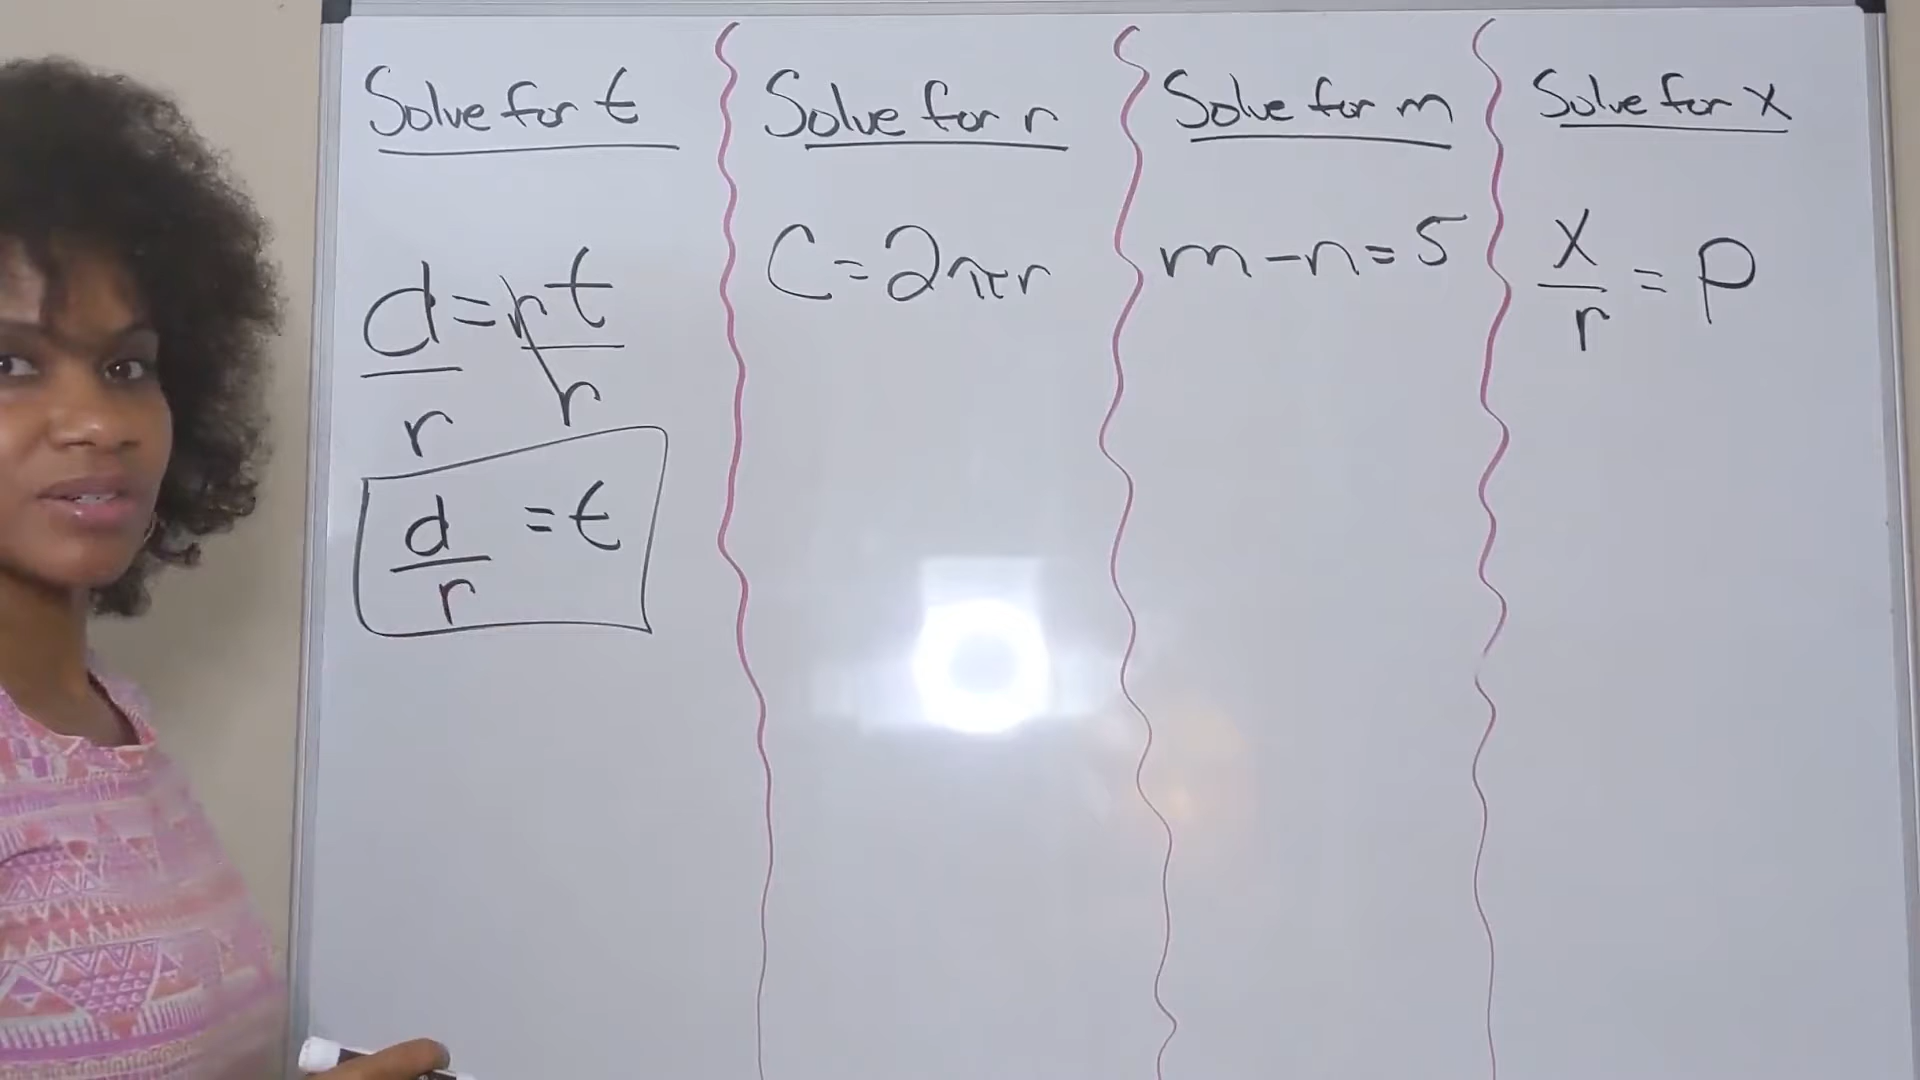 Solve for t
d = rt
r r
d/r = t
Solve for r
C = 2πr
Solve for m
m - n = 5
Solve for x
x/r = p